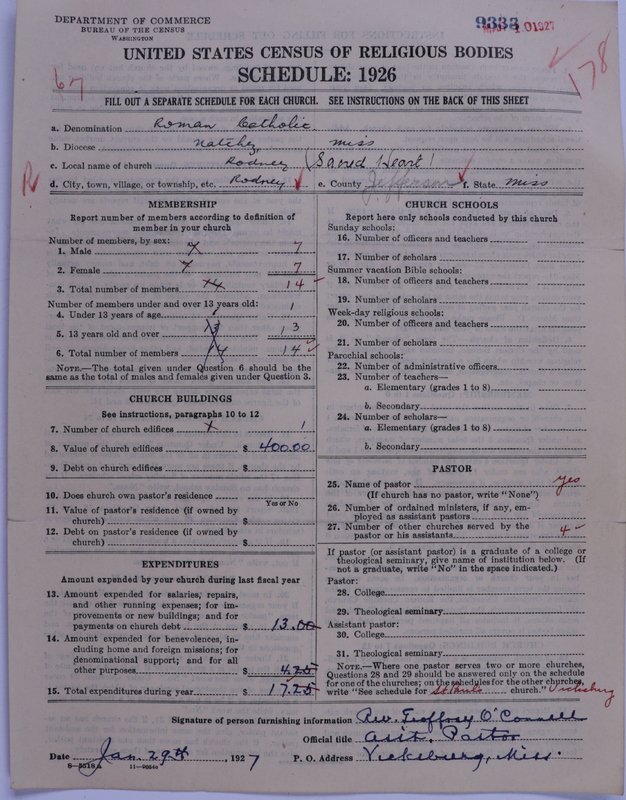 DEPARTMENT OF COMMERCE
BUREAU OF THE CENSUS
WASHINGTON
9333
1927
UNITED STATES CENSUS OF RELIGIOUS BODIES
SCHEDULE: 1926
67
178
FILL OUT A SEPARATE SCHEDULE FOR EACH CHURCH. SEE INSTRUCTIONS ON THE BACK OF THIS SHEET
a. Denomination Roman Catholic
b. Diocese Natchez Miss
c. Local name of church Rodney (Sacred Heart)
R
d. City, town, village, or township, etc. Rodney e. County Jefferson f. State Miss
MEMBERSHIP
Report number of members according to definition of
member in your church
Number of members, by sex:
1. Male 7 7
2. Female 7 7
3. Total number of members 14 14
Number of members under and over 13 years old:
4. Under 13 years of age 1 1
5. 13 years old and over 13 13
6. Total number of members 14 14
NOTE.—The total given under Question 6 should be
same as the total of males and females given under Question 3.
CHURCH BUILDINGS
See instructions, paragraphs 10 to 12
7. Number of church edifices 1
8. Value of church edifices $ 400.00
9. Debt on church edifices $
10. Does church own pastor's residence
Yes or No
11. Value of pastor's residence (if owned by
church) $
12. Debt on pastor's residence (if owned by
church) $
EXPENDITURES
Amount expended by your church during last fiscal year
13. Amount expended for salaries, repairs,
and other running expenses; for im-
provements or new buildings; and for
payments on church debt $ 13.00
14. Amount expended for benevolences, in-
cluding home and foreign missions; for
denominational support; and for all
other purposes $ 4.25
15. Total expenditures during year $ 17.25
CHURCH SCHOOLS
Report here only schools conducted by this church
Sunday schools:
16. Number of officers and teachers
17. Number of scholars
Summer vacation Bible schools:
18. Number of officers and teachers
19. Number of scholars
Week-day religious schools:
20. Number of officers and teachers
21. Number of scholars
Parochial schools:
22. Number of administrative officers
23. Number of teachers—
a. Elementary (grades 1 to 8)
b. Secondary
24. Number of scholars—
a. Elementary (grades 1 to 8)
b. Secondary
PASTOR
25. Name of pastor yes
(If church has no pastor, write "None")
26. Number of ordained ministers, if any, em-
ployed as assistant pastors
27. Number of other churches served by the
pastor or his assistants 4
If pastor (or assistant pastor) is a graduate of a college or
theological seminary, give name of institution below. (If
not a graduate, write "No" in the space indicated.)
Pastor:
28. College
29. Theological seminary
Assistant pastor:
30. College
31. Theological seminary
NOTE.—Where one pastor serves two or more churches,
Questions 28 and 29 should be answered only on the schedule
for one of the churches; on the schedules for the other churches,
write "See schedule for St Pauls church." Vicksburg
Signature of person furnishing information Rev. Geoffrey O'Connell
Official title Asst. Pastor
Date Jan. 29th, 1927 P. O. Address Vicksburg, Miss.
8-5518 A 11-9864a